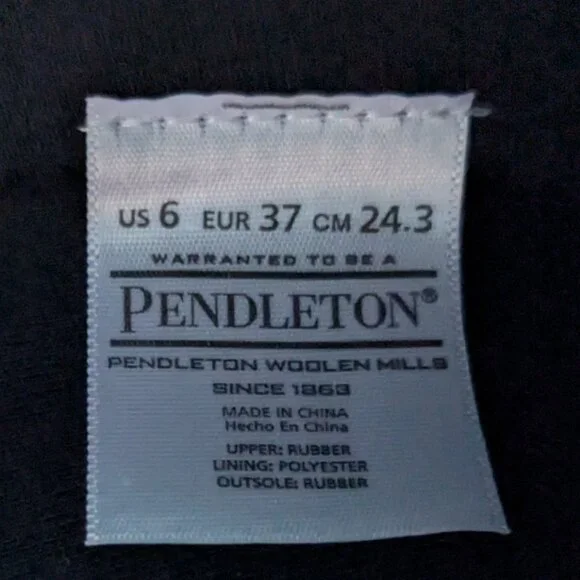 US 6 EUR 37 CM 24.3
WARRANTED TO BE A
PENDLETON®
PENDLETON WOOLEN MILLS
SINCE 1863
MADE IN CHINA
Hecho En China
UPPER: RUBBER
LINING: POLYESTER
OUTSOLE: RUBBER